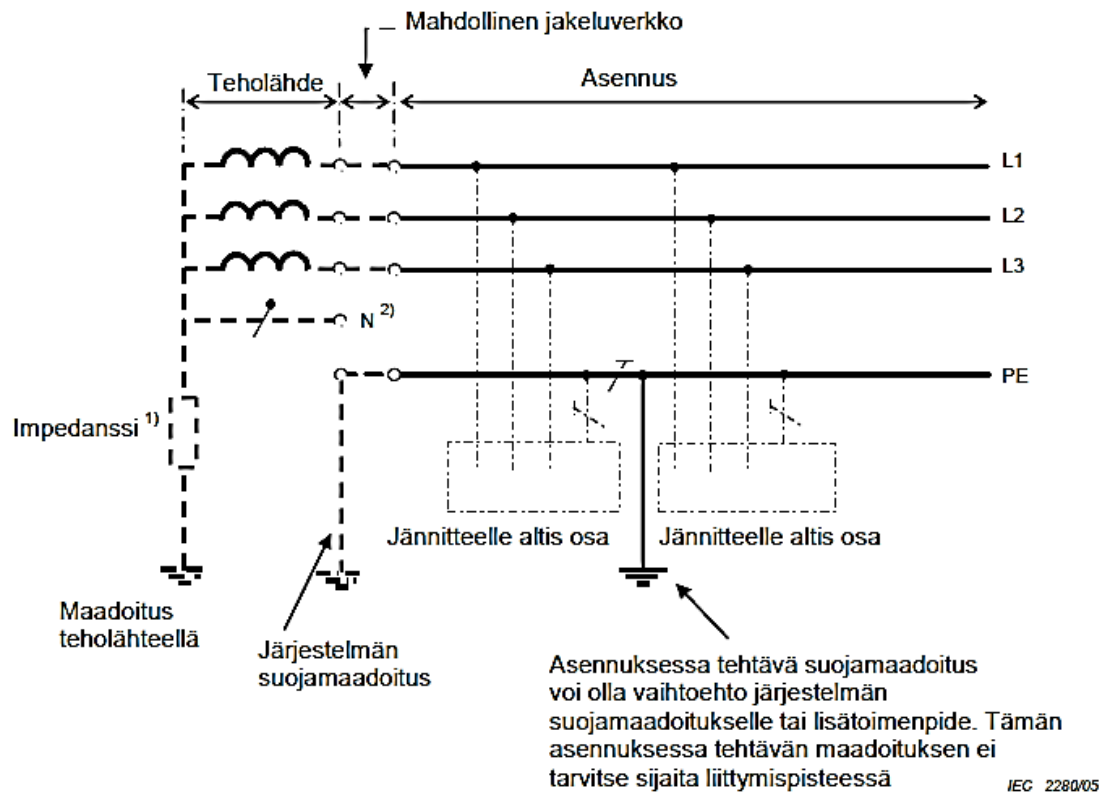 Mahdollinen jakeluverkko
Teholähde
Asennus
L1
L2
L3
N 2)
PE
Impedanssi 1)
Jännitteelle altis osa
Jännitteelle altis osa
Maadoitus
teholähteellä
Järjestelmän
suojamaadoitus
Asennuksessa tehtävä suojamaadoitus
voi olla vaihtoehto järjestelmän
suojamaadoitukselle tai lisätoimenpide. Tämän
asennuksessa tehtävän maadoituksen ei
tarvitse sijaita liittymispisteessä
IEC 2280/05